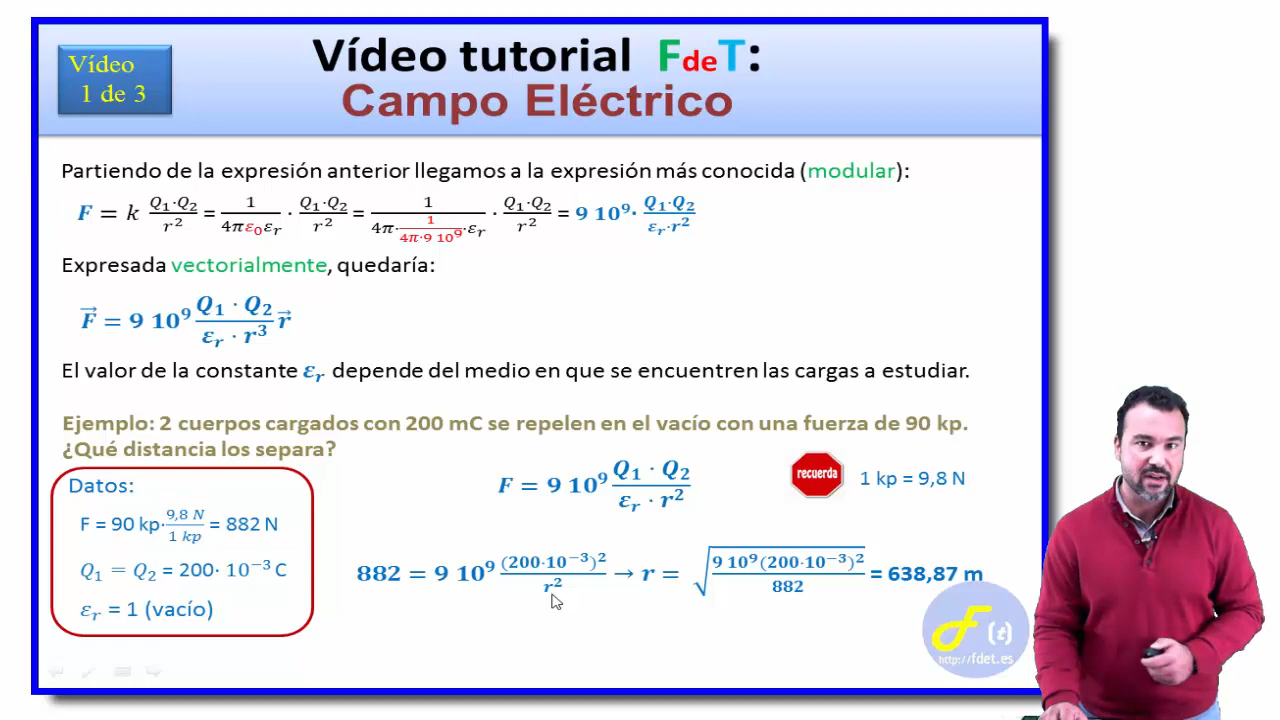 Vídeo
1 de 3
Vídeo tutorial FdeT:
Campo Eléctrico
Partiendo de la expresión anterior llegamos a la expresión más conocida (modular):
F = k (Q₁·Q₂)/r² = 1/(4π ε₀ εᵣ) · (Q₁·Q₂)/r² = 1/(4π· 1/(4π·9 10⁹) ·εᵣ) · (Q₁·Q₂)/r² = 9 10⁹· (Q₁·Q₂)/(εᵣ·r²)
Expresada vectorialmente, quedaría:
F⃗ = 9 10⁹ (Q₁ · Q₂)/(εᵣ · r³) r⃗
El valor de la constante εᵣ depende del medio en que se encuentren las cargas a estudiar.
Ejemplo: 2 cuerpos cargados con 200 mC se repelen en el vacío con una fuerza de 90 kp.
¿Qué distancia los separa?
Datos:
F = 90 kp· (9,8 N)/(1 kp) = 882 N
Q₁ = Q₂ = 200· 10⁻³ C
εᵣ = 1 (vacío)
F = 9 10⁹ (Q₁ · Q₂)/(εᵣ · r²)
recuerda
1 kp = 9,8 N
882 = 9 10⁹ (200·10⁻³)²/r² → r = √(9 10⁹(200·10⁻³)²/882) = 638,87 m
F(t)
http://fdet.es